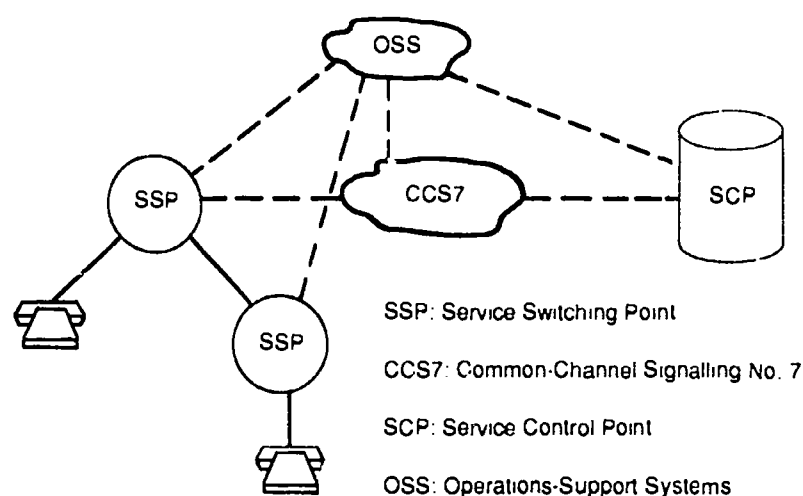 OSS
SSP
CCS7
SCP
SSP
SSP: Service Switching Point
CCS7: Common-Channel Signalling No. 7
SCP: Service Control Point
OSS: Operations-Support Systems